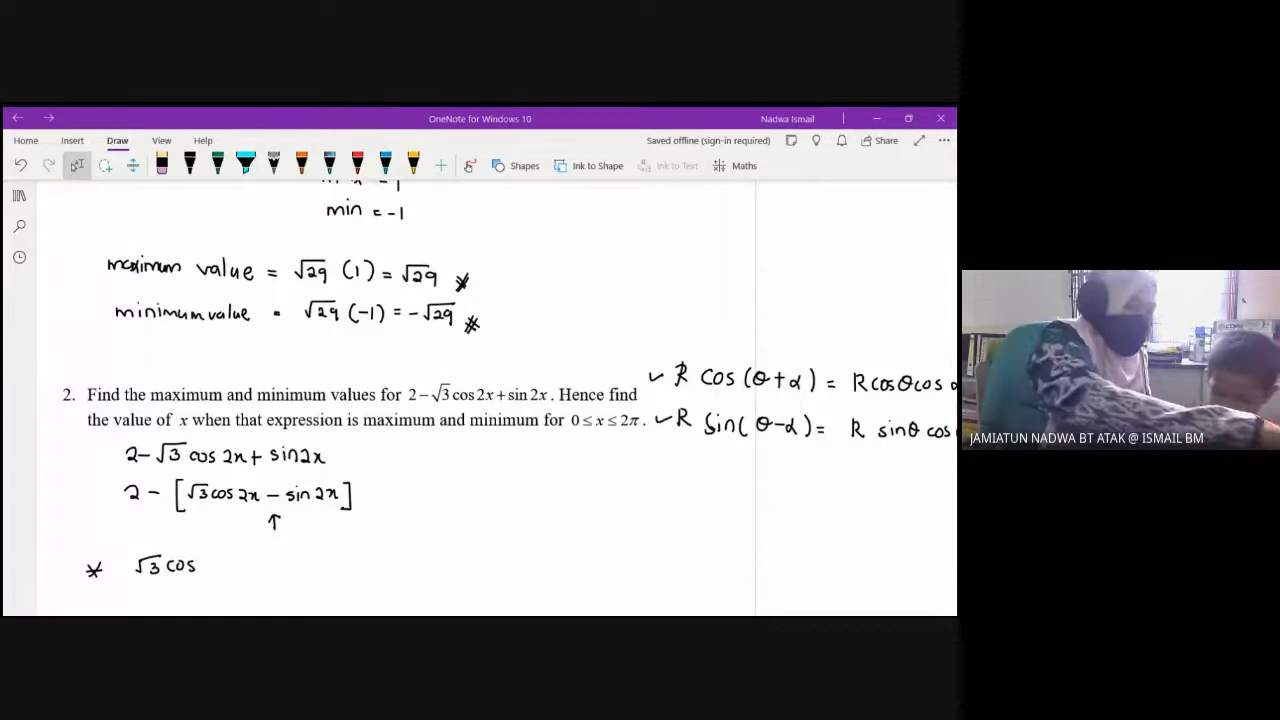 OneNote for Windows 10
Nadwa Ismail
Home Insert Draw View Help
Saved offline (sign-in required)
Share
Shapes Ink to Shape Ink to Text Maths
min = -1
maximum value = √29 (1) = √29 *
minimum value = √29 (-1) = -√29 *
2. Find the maximum and minimum values for 2-√3 cos 2x + sin 2x. Hence find
the value of x when that expression is maximum and minimum for 0 ≤ x ≤ 2π.
✓ R cos(θ+α) = R cosθ cos
✓ R sin(θ-α) = R sinθ cos
2-√3 cos 2x + sin 2x
2 - [√3 cos 2x - sin 2x]
↑
* √3 cos
JAMIATUN NADWA BT ATAK @ ISMAIL BM